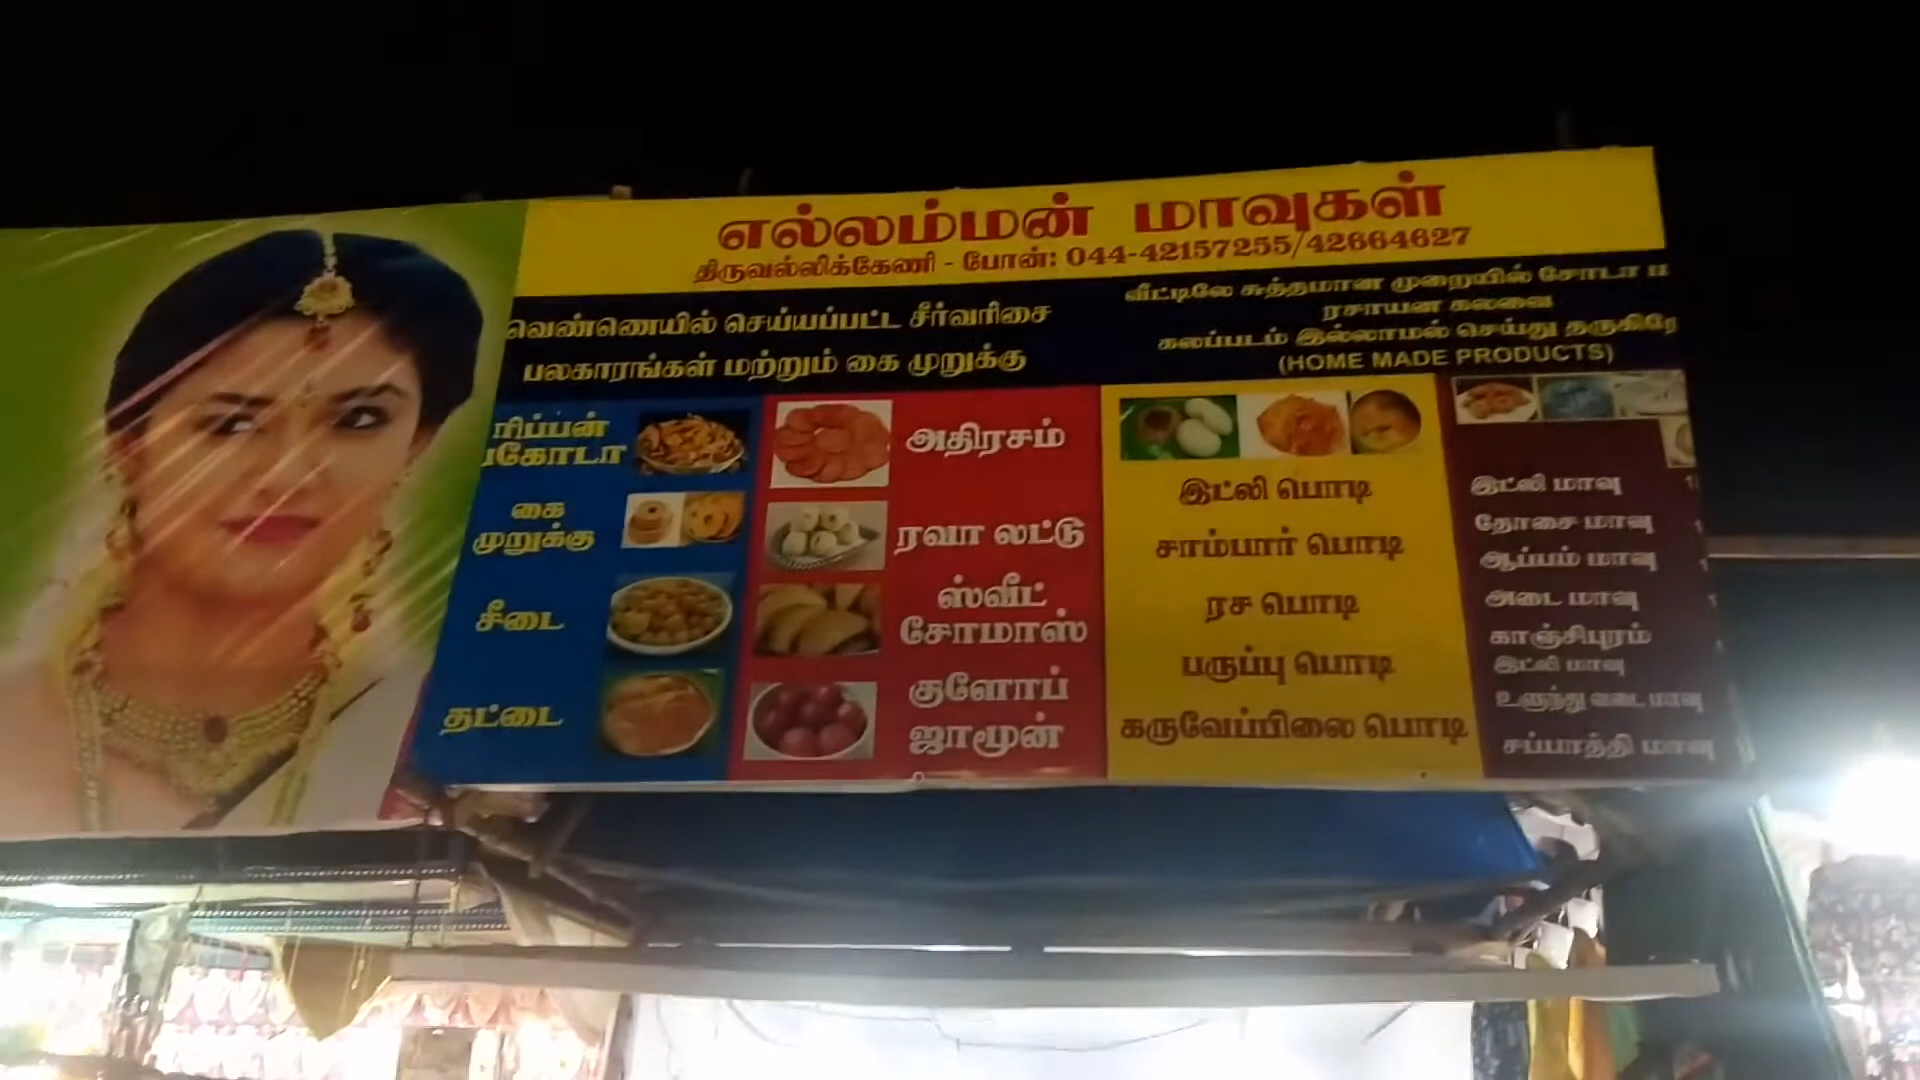 எல்லம்மன் மாவுகள்
திருவல்லிக்கேணி - போன்: 044-42157255/42664627
வெண்ணெயில் செய்யப்பட்ட சீர்வரிசை
பலகாரங்கள் மற்றும் கை முறுக்கு
வீட்டிலே சுத்தமான முறையில் சோடா
ரசாயன கலவை
கலப்படம் இல்லாமல் செய்து
(HOME MADE PRODUCTS)
ரிப்பன்
பகோடா
கை
முறுக்கு
சீடை
தட்டை
அதிரசம்
ரவா லட்டு
ஸ்வீட்
சோமாஸ்
குளோப்
ஜாமூன்
இட்லி பொடி
சாம்பார் பொடி
ரச பொடி
பருப்பு பொடி
கருவேப்பிலை பொடி
இட்லி மாவு
தோசை மாவு
ஆப்பம் மாவு
அடை மாவு
காஞ்சிபுரம்
இட்லி மாவு
உளுந்து வடை மாவு
சப்பாத்தி மாவு